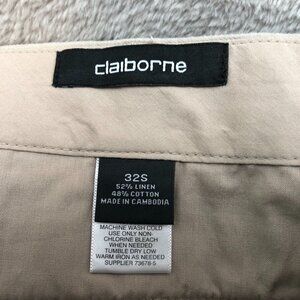 claiborne
32S
52% LINEN
48% COTTON
MADE IN CAMBODIA
MACHINE WASH COLD
USE ONLY NON-
CHLORINE BLEACH
WHEN NEEDED
TUMBLE DRY LOW
WARM IRON AS NEEDED
SUPPLIER 73678-5